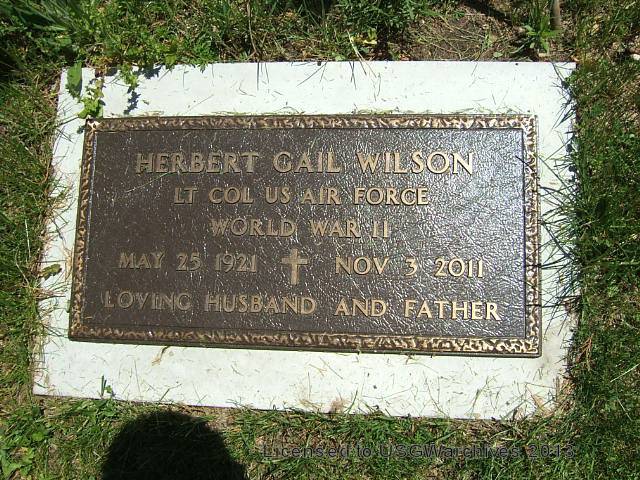 HERBERT GAIL WILSON
LT COL US AIR FORCE
WORLD WAR II
MAY 25 1921 NOV 3 2011
LOVING HUSBAND AND FATHER
Licensed to USGWarchives 2013